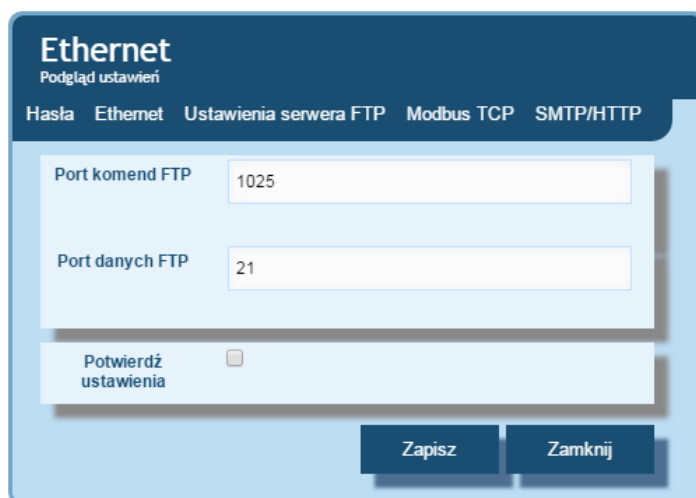 Ethernet
Podgląd ustawień
Hasła Ethernet Ustawienia serwera FTP Modbus TCP SMTP/HTTP
Port komend FTP 1025
Port danych FTP 21
Potwierdź
ustawienia
Zapisz Zamknij